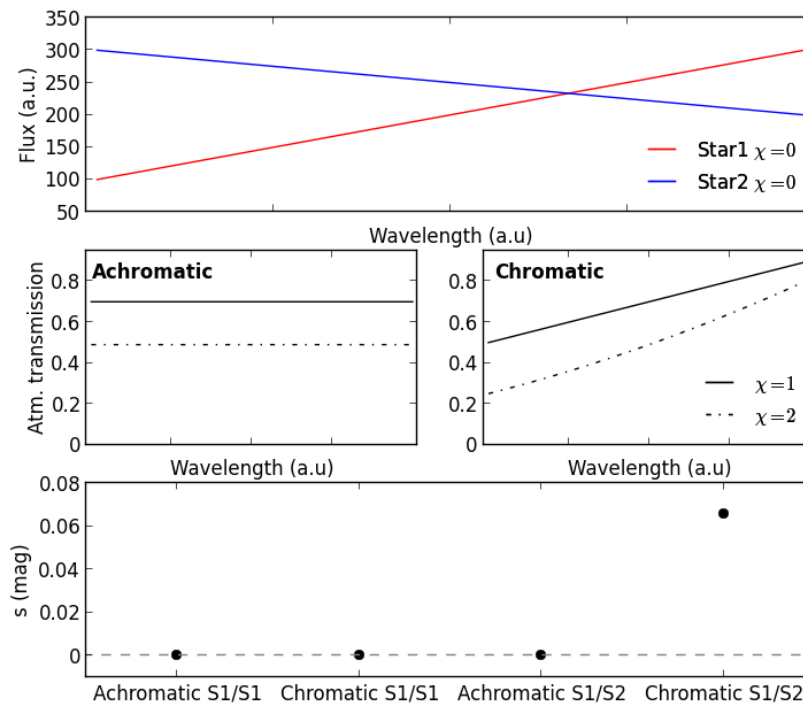 350
300
250
200
150
100
50
Flux (a.u.)
Star1 χ=0
Star2 χ=0
Wavelength (a.u)
Achromatic
0.8
0.6
0.4
0.2
0
Atm. transmission
Wavelength (a.u)
Chromatic
0.8
0.6
0.4
0.2
0
χ=1
χ=2
Wavelength (a.u)
0.08
0.06
0.04
0.02
0
s (mag)
Achromatic S1/S1 Chromatic S1/S1 Achromatic S1/S2 Chromatic S1/S2